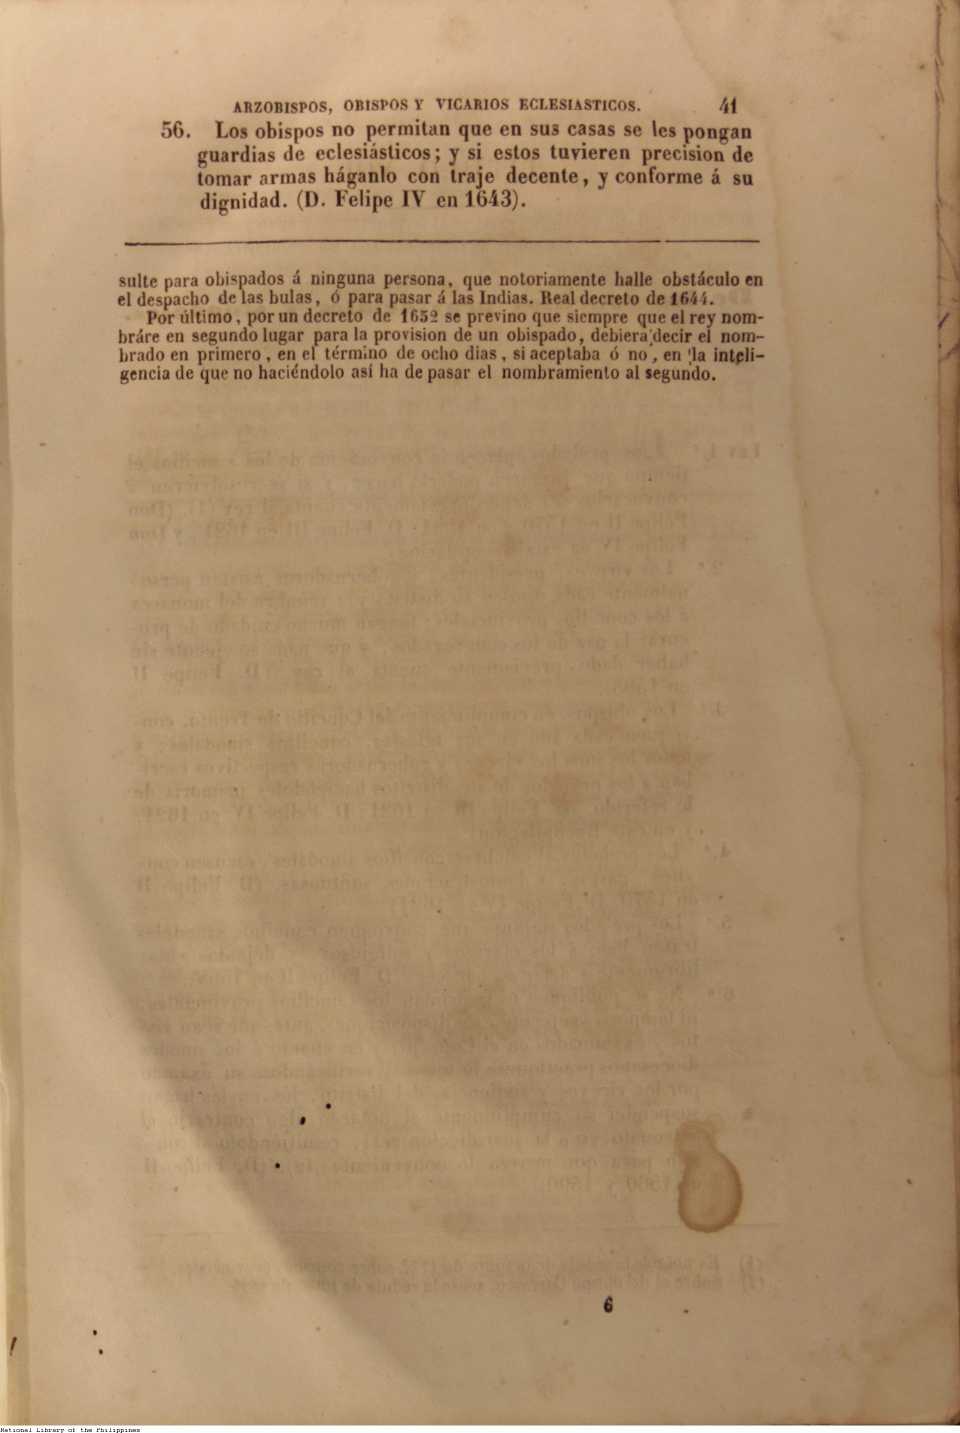 ARZOBISPOS, OBISPOS Y VICARIOS ECLESIASTICOS. 41
56. Los obispos no permitan que en sus casas se les pongan
guardias de eclesiásticos; y si estos tuvieren precision de
tomar armas háganlo con traje decente, y conforme á su
dignidad. (D. Felipe IV en 1643).
sulte para obispados á ninguna persona, que notoriamente halle obstáculo en
el despacho de las bulas, ó para pasar á las Indias. Real decreto de 1644.
Por último, por un decreto de 1652 se previno que siempre que el rey nom-
bráre en segundo lugar para la provision de un obispado, debiera decir el nom-
brado en primero, en el término de ocho dias, si aceptaba ó no, en la inteli-
gencia de que no haciéndolo asi ha de pasar el nombramiento al segundo.
6
National Library of the Philippines